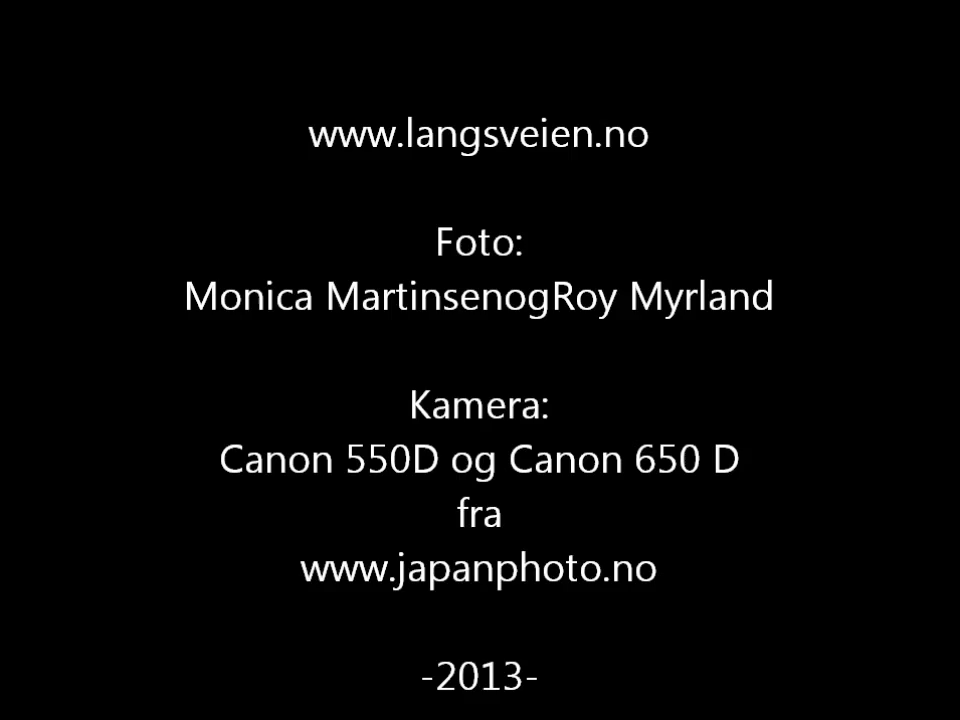 www.langsveien.no
Foto:
Monica MartinsenogRoy Myrland
Kamera:
Canon 550D og Canon 650 D
fra
www.japanphoto.no
-2013-